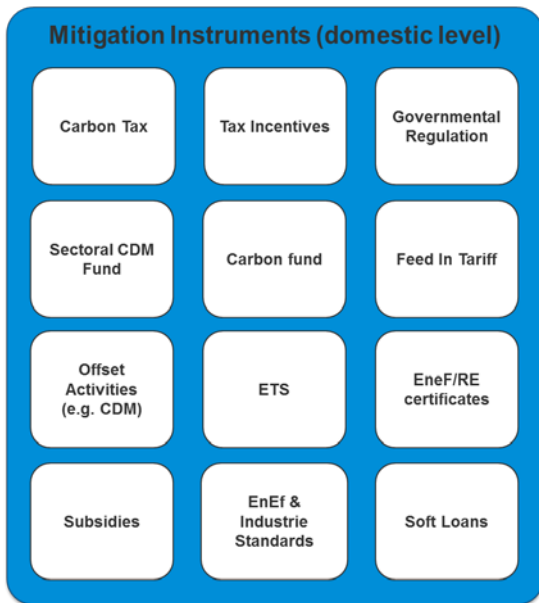 Mitigation Instruments (domestic level)
Carbon Tax
Tax Incentives
Governmental
Regulation
Sectoral CDM
Fund
Carbon fund
Feed In Tariff
Offset
Activities
(e.g. CDM)
ETS
EneF/RE
certificates
Subsidies
EnEf &
Industrie
Standards
Soft Loans